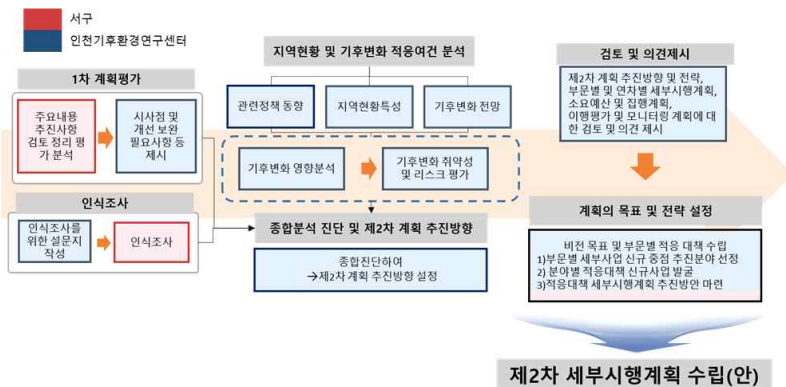 서구
인천기후환경연구센터
1차 계획평가
주요내용
추진사항
검토 정리 평
가 분석
시사점 및
개선 보완
필요사항 등
제시
인식조사
인식조사를
위한 설문지
작성
인식조사
지역현황 및 기후변화 적응여건 분석
관련정책 동향
지역현황특성
기후변화 전망
기후변화 영향분석
기후변화 취약성
및 리스크 평가
종합분석 진단 및 제2차 계획 추진방향
종합진단하여
→제2차 계획 추진방향 설정
검토 및 의견제시
제2차 계획 추진방향 및 전략,
부문별 및 연차별 세부시행계획,
소요예산 및 집행계획,
이행평가 및 모니터링 계획에 대
한 검토 및 의견 제시
계획의 목표 및 전략 설정
비전 목표 및 부문별 적응 대책 수립
1)부문별 세부사업 신규 중점 추진분야 선정
2) 분야별 적응대책 신규사업 발굴
3)적응대책 세부시행계획 추진방안 마련
제2차 세부시행계획 수립(안)